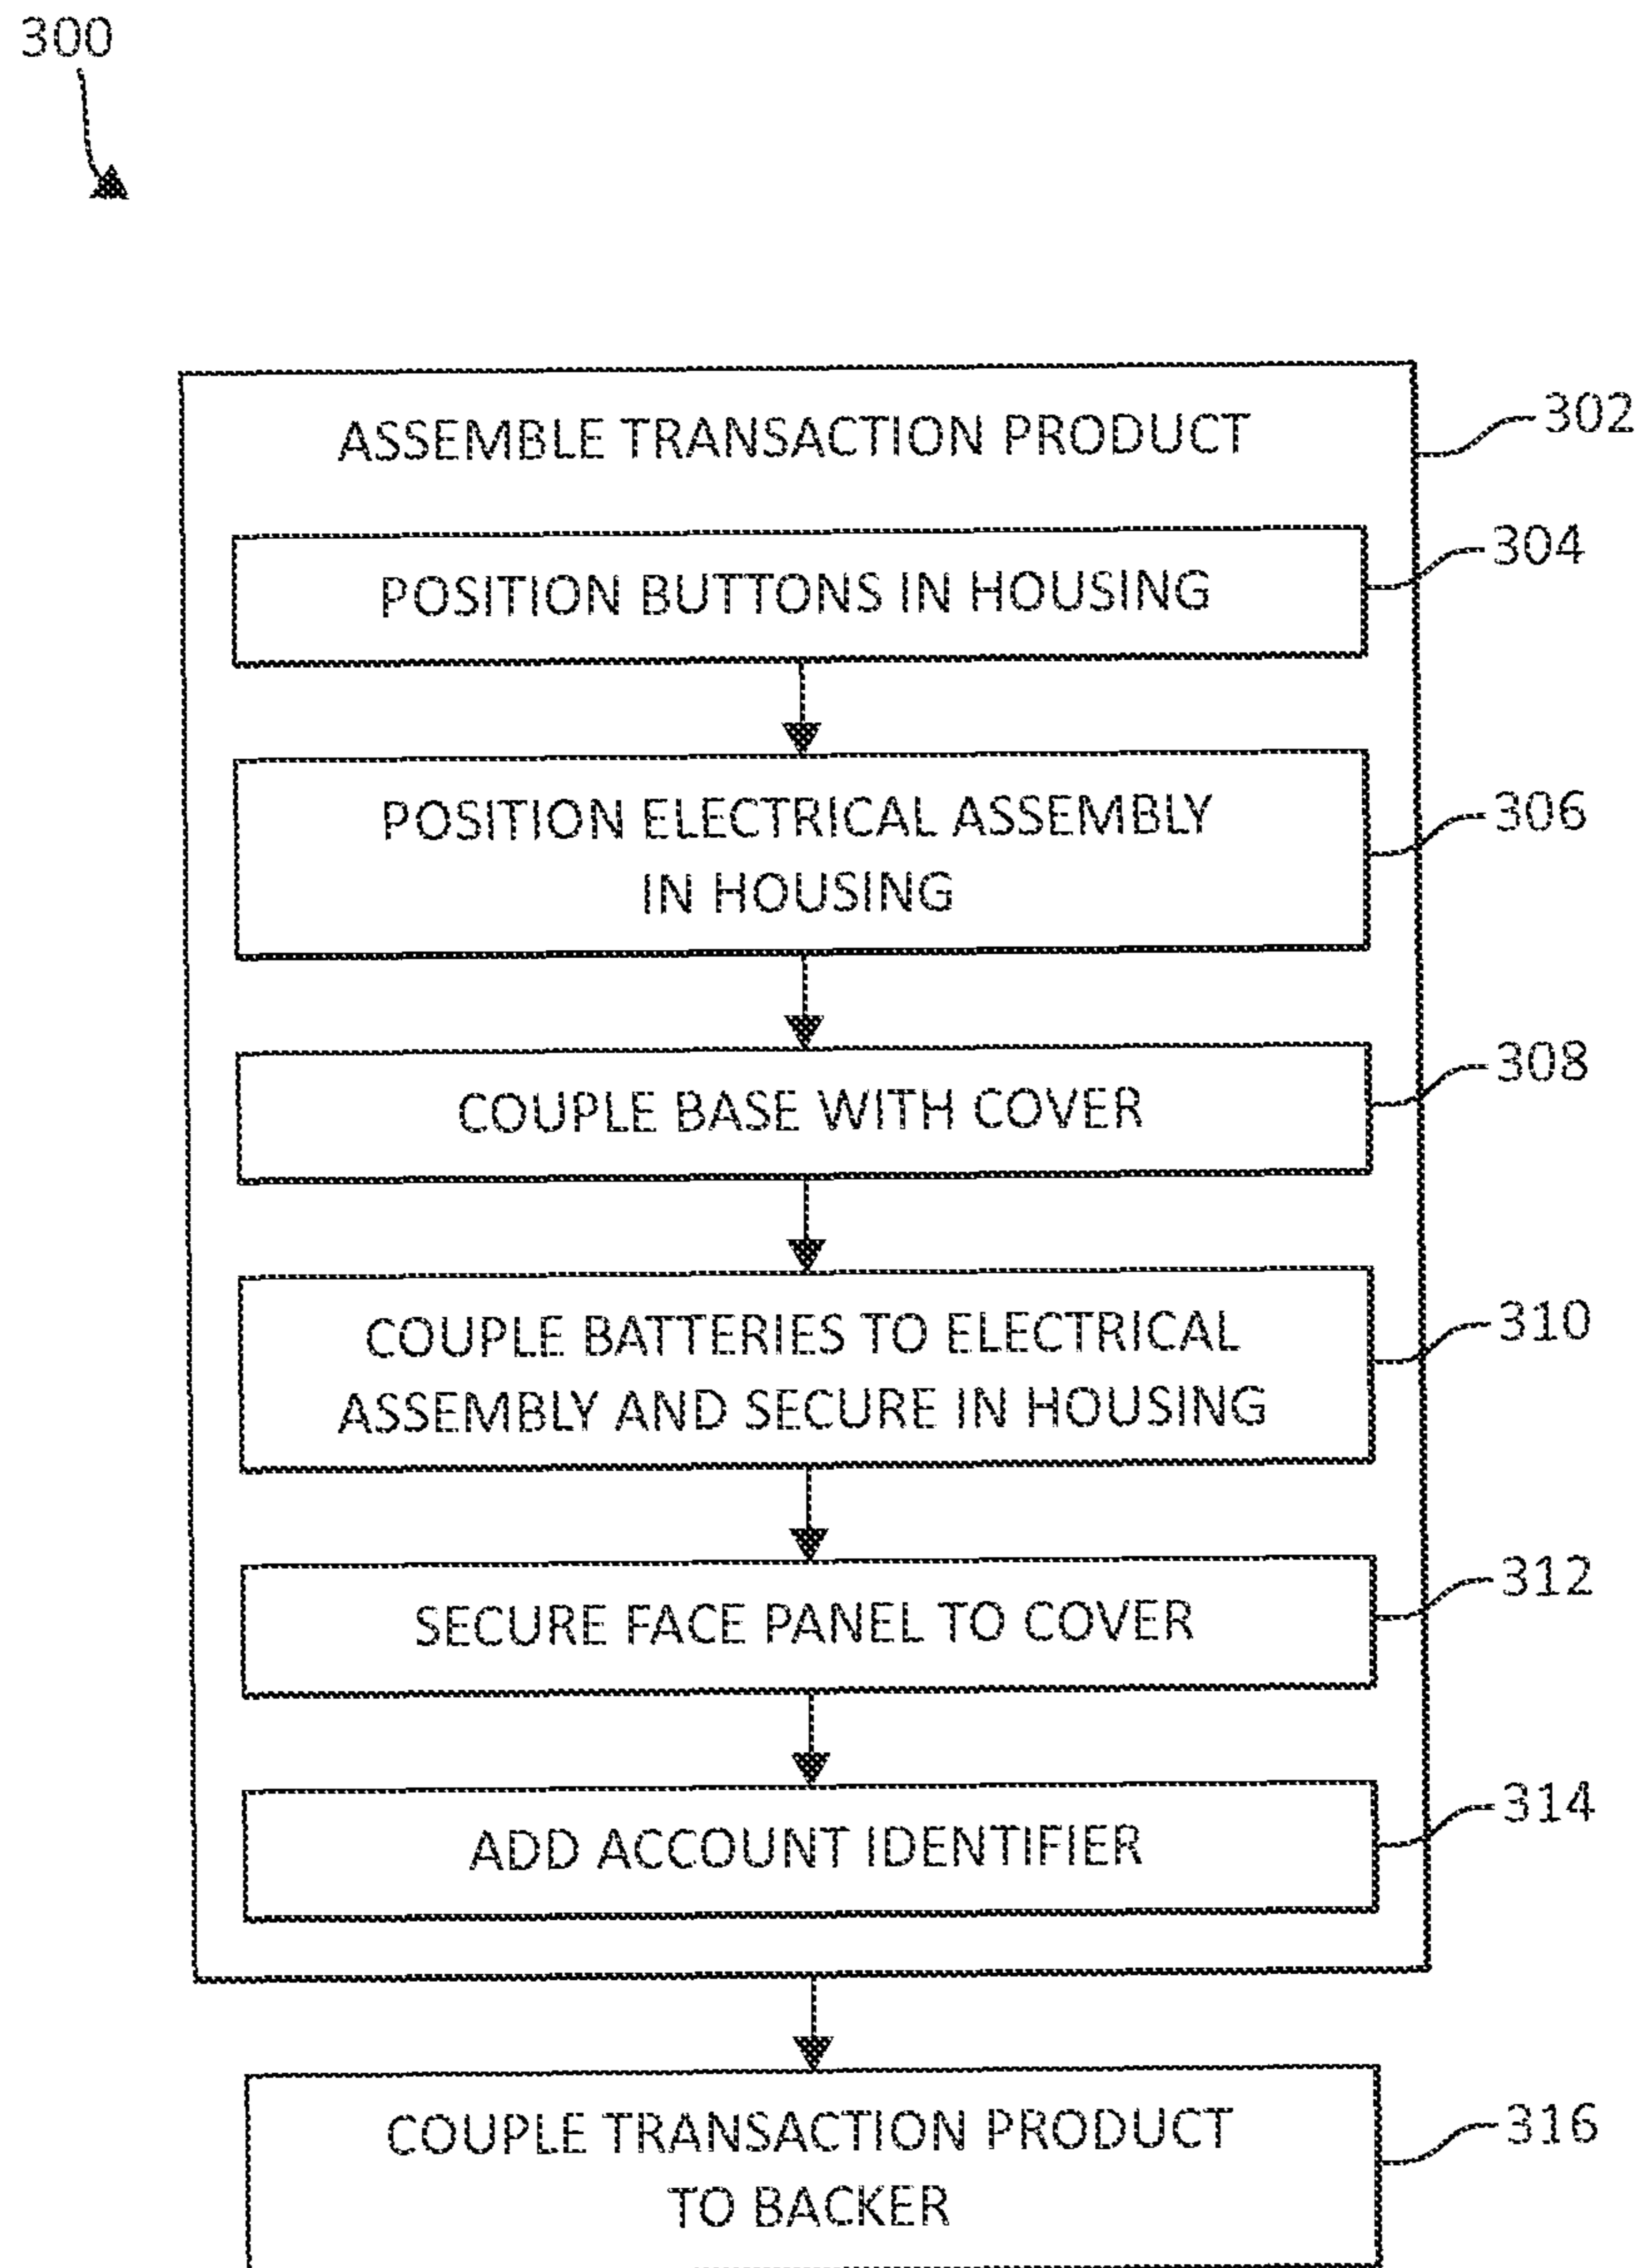 300
ASSEMBLE TRANSACTION PRODUCT
302
POSITION BUTTONS IN HOUSING
304
POSITION ELECTRICAL ASSEMBLY
IN HOUSING
306
COUPLE BASE WITH COVER
308
COUPLE BATTERIES TO ELECTRICAL
ASSEMBLY AND SECURE IN HOUSING
310
SECURE FACE PANEL TO COVER
312
ADD ACCOUNT IDENTIFIER
314
COUPLE TRANSACTION PRODUCT
TO BACKER
316